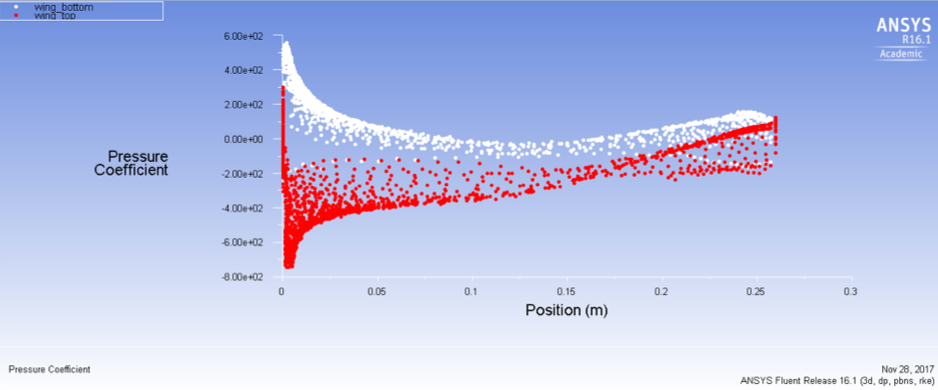 wing_bottom
wing_top
ANSYS
R16.1
Academic
6.00e+02
4.00e+02
2.00e+02
0.00e+00
-2.00e+02
-4.00e+02
-6.00e+02
-8.00e+02
Pressure
Coefficient
0 0.05 0.1 0.15 0.2 0.25 0.3
Position (m)
Pressure Coefficient
Nov 28, 2017
ANSYS Fluent Release 16.1 (3d, dp, pbns, rke)